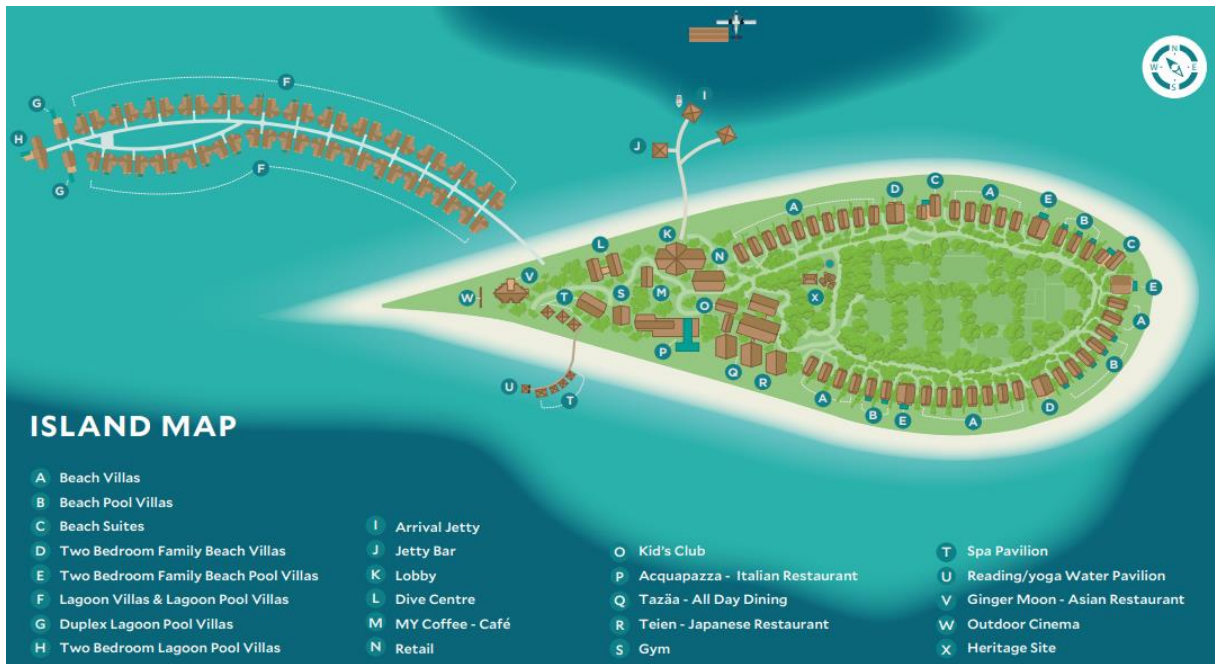 I
J
F
G
H
G
F
N
W E
S
A
D
C
A
E
B
C
K
L
N
V
M
S
T
W
O
X
E
A
P
Q
R
B
D
U
T
A
B
E
A
ISLAND MAP
A Beach Villas
B Beach Pool Villas
C Beach Suites
D Two Bedroom Family Beach Villas
E Two Bedroom Family Beach Pool Villas
F Lagoon Villas & Lagoon Pool Villas
G Duplex Lagoon Pool Villas
H Two Bedroom Lagoon Pool Villas
I Arrival Jetty
J Jetty Bar
K Lobby
L Dive Centre
M MY Coffee - Café
N Retail
O Kid's Club
P Acquapazza - Italian Restaurant
Q Tazäa - All Day Dining
R Teien - Japanese Restaurant
S Gym
T Spa Pavilion
U Reading/yoga Water Pavilion
V Ginger Moon - Asian Restaurant
W Outdoor Cinema
X Heritage Site